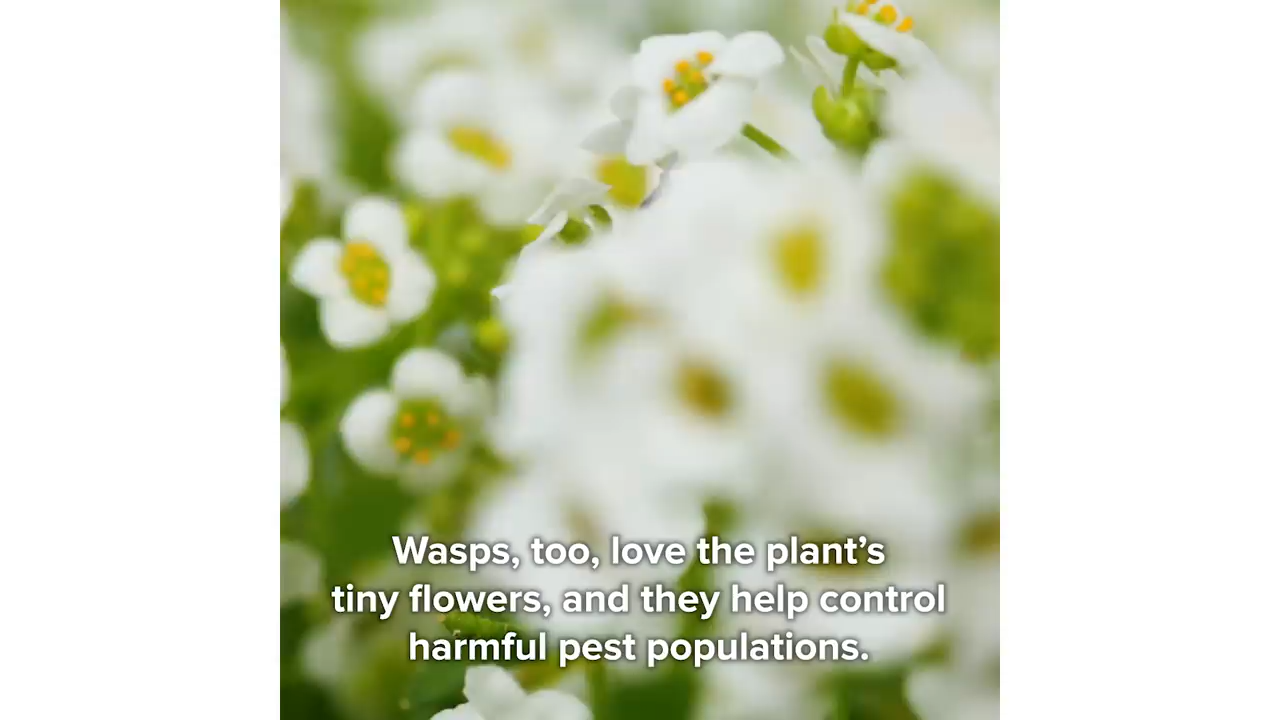 Wasps, too, love the plant’s
tiny flowers, and they help control
harmful pest populations.